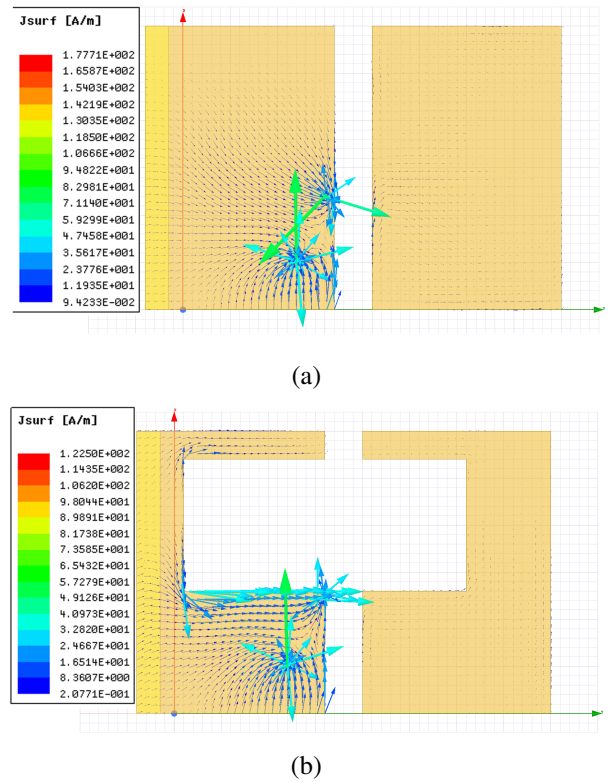 Jsurf [A/m]
1.7771E+002
1.6587E+002
1.5403E+002
1.4219E+002
1.3035E+002
1.1850E+002
1.0666E+002
9.4822E+001
8.2981E+001
7.1140E+001
5.9299E+001
4.7458E+001
3.5617E+001
2.3776E+001
1.1935E+001
9.4233E-002
(a)
Jsurf [A/m]
1.2250E+002
1.1435E+002
1.0620E+002
9.8044E+001
8.9891E+001
8.1738E+001
7.3585E+001
6.5432E+001
5.7279E+001
4.9126E+001
4.0973E+001
3.2820E+001
2.4667E+001
1.6514E+001
8.3607E+000
2.0771E-001
(b)